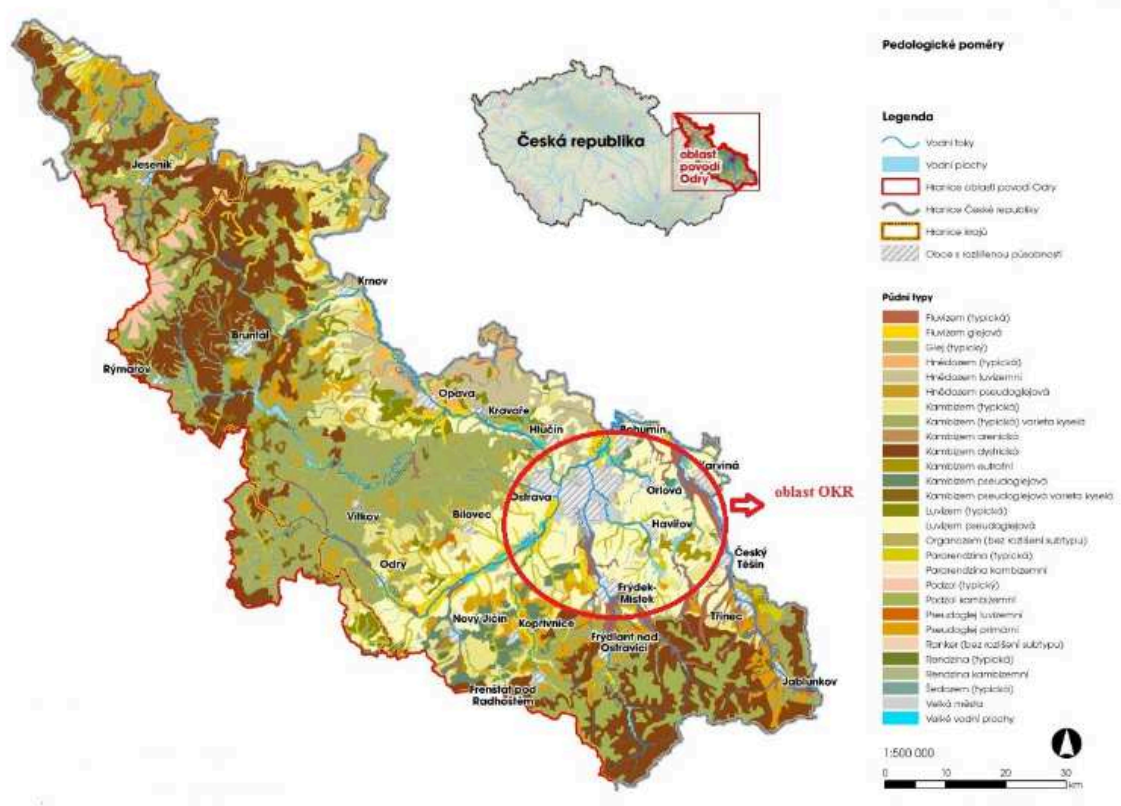 Pedologické poměry
Česká republika
oblast
povodí
Odry
Legenda
Vodní toky
Vodní plochy
Hranice oblasti povodí Odry
Hranice České republiky
Hranice krajů
Obce s rozšířenou působností
Půdní typy
Fluvizem (typická)
Fluvizem glejová
Glej (typický)
Hnědozem (typická)
Hnědozem luvizemní
Hnědozem pseudoglejová
Kambizem (typická)
Kambizem (typická) varieta kyselá
Kambizem arenická
Kambizem dystrická
Kambizem eutrofní
Kambizem pseudoglejová
Kambizem pseudoglejová varieta kyselá
Luvizem (typická)
Luvizem pseudoglejová
Organozem (bez rozlišení subtypu)
Pararendzina (typická)
Pararendzina kambizemní
Podzol (typický)
Podzol kambizemní
Pseudoglej luvizemní
Pseudoglej primární
Ranker (bez rozlišení subtypu)
Rendzina (typická)
Rendzina kambizemní
Šedozem (typická)
Velká města
Velké vodní plochy
1:500 000
0 10 20 30
km
Jeseník
Krnov
Bruntál
Rýmařov
Opava
Kravaře
Hlučín
Bohumín
Karviná
Ostrava
Orlová
oblast OKR
Vítkov
Bílovec
Havířov
Český
Těšín
Odry
Frýdek-
Místek
Nový Jičín
Kopřivnice
Třinec
Frýdlant nad
Ostravicí
Frenštát pod
Radhoštěm
Jablunkov